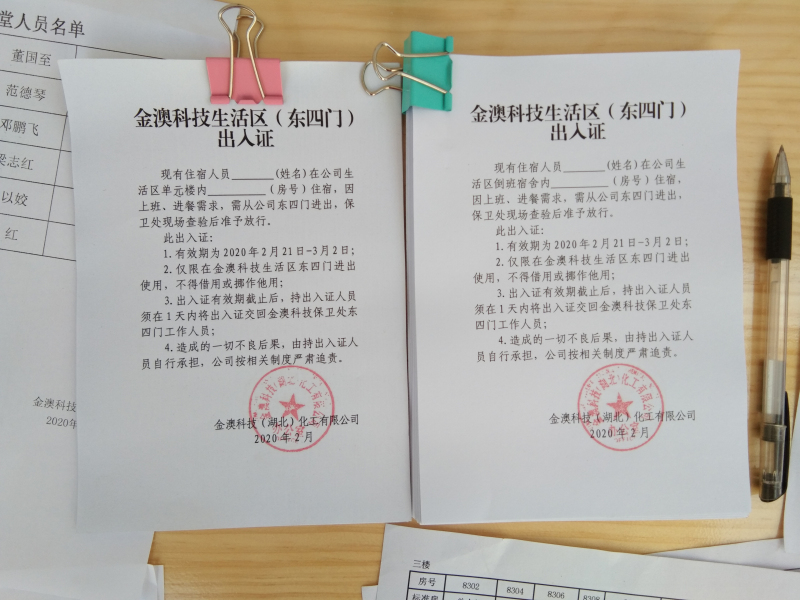 堂人员名单
董国至
范德琴
邓鹏飞
梁志红
以姣
红
金澳科技
2020年
金澳科技生活区（东四门）
出入证
现有住宿人员_______(姓名)在公司生
活区单元楼内__________（房号）住宿，因
上班、进餐需求，需从公司东四门进出，保
卫处现场查验后准予放行。
此出入证：
1.有效期为2020年2月21日-3月2日；
2.仅限在金澳科技生活区东四门进出
使用，不得借用或挪作他用；
3.出入证有效期截止后，持出入证人员
须在1天内将出入证交回金澳科技保卫处东
四门工作人员；
4.造成的一切不良后果，由持出入证人
员自行承担，公司按相关制度严肃追责。
金澳科技（湖北）化工有限公司
2020年2月
金澳科技生活区（东四门）
出入证
现有住宿人员_______(姓名)在公司生
活区倒班宿舍内__________（房号）住宿，
因上班、进餐需求，需从公司东四门进出，
保卫处现场查验后准予放行。
此出入证：
1.有效期为2020年2月21日-3月2日；
2.仅限在金澳科技生活区东四门进出
使用，不得借用或挪作他用；
3.出入证有效期截止后，持出入证人员
须在1天内将出入证交回金澳科技保卫处东
四门工作人员；
4.造成的一切不良后果，由持出入证人
员自行承担，公司按相关制度严肃追责。
金澳科技（湖北）化工有限公司
2020年2月
三楼
房号 8302 8304 8306 8308